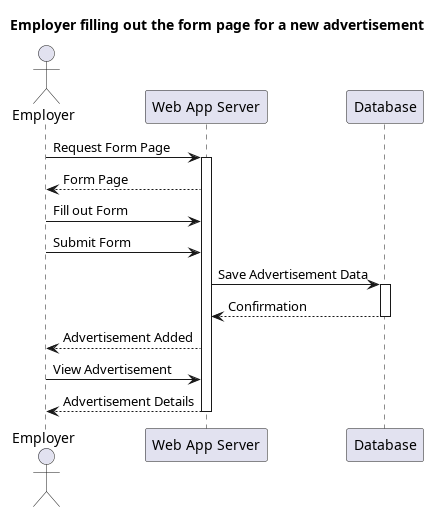 Employer filling out the form page for a new advertisement
Employer
Web App Server
Database
Request Form Page
Form Page
Fill out Form
Submit Form
Save Advertisement Data
Confirmation
Advertisement Added
View Advertisement
Advertisement Details
Employer
Web App Server
Database